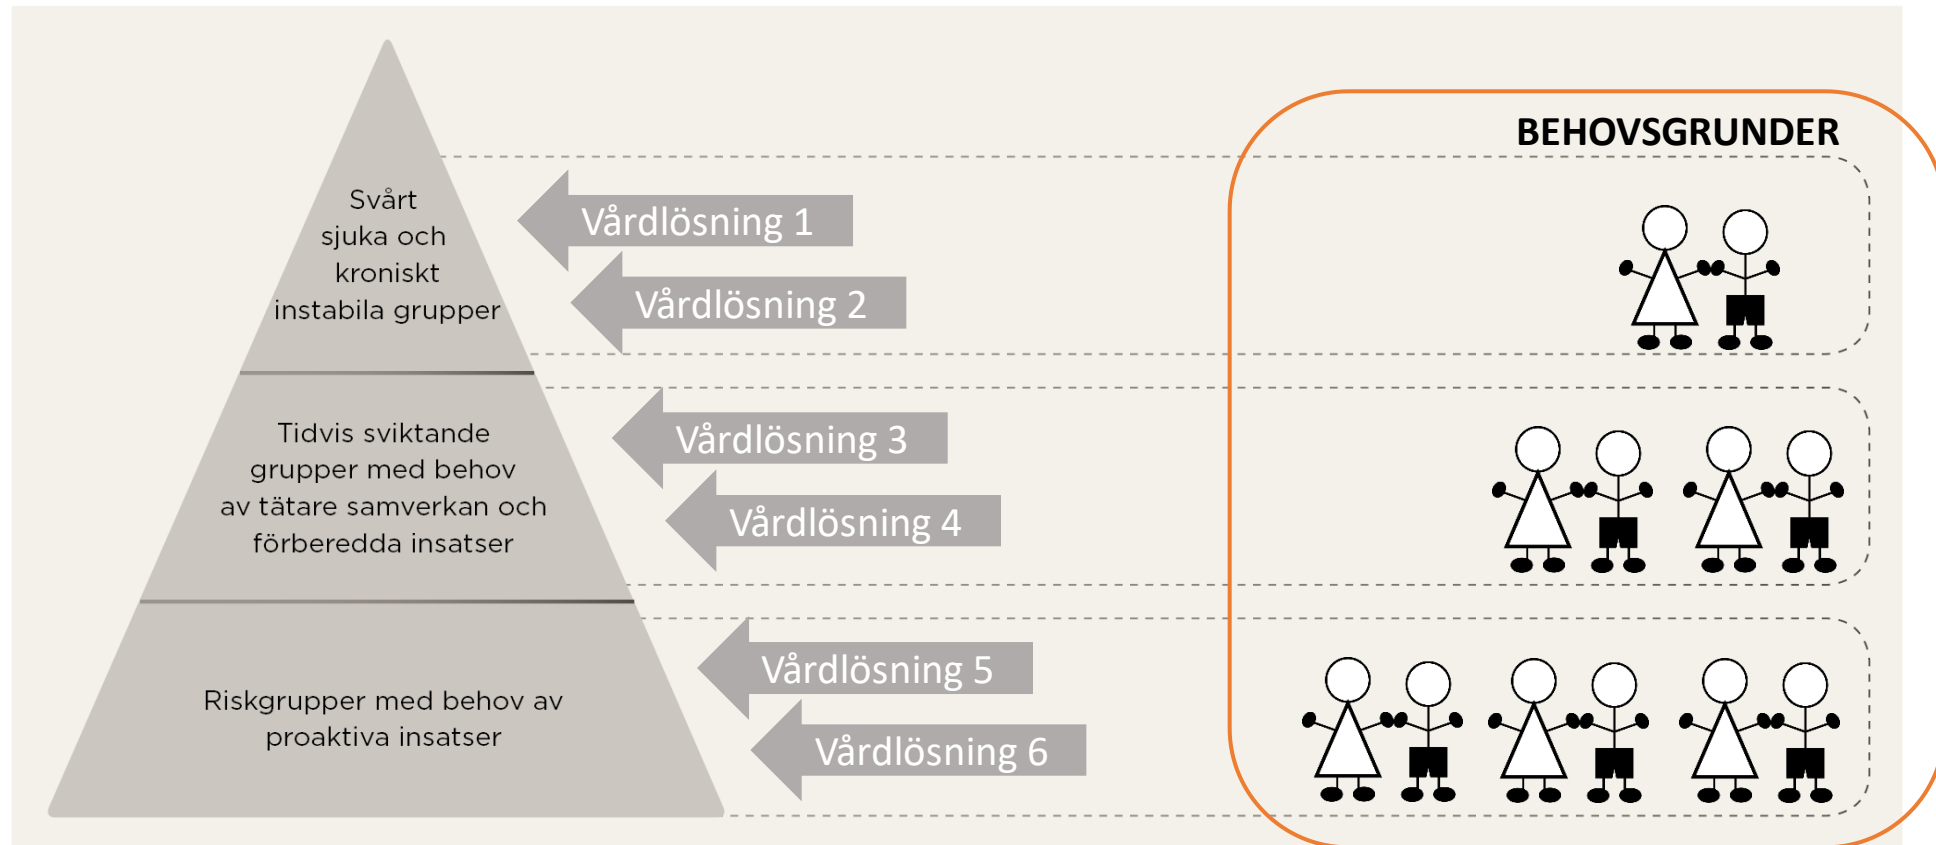 BEHOVSGRUNDER
Svårt
sjuka och
kroniskt
instabila grupper
Vårdlösning 1
Vårdlösning 2
Tidvis sviktande
grupper med behov
av tätare samverkan och
förberedda insatser
Vårdlösning 3
Vårdlösning 4
Riskgrupper med behov av
proaktiva insatser
Vårdlösning 5
Vårdlösning 6